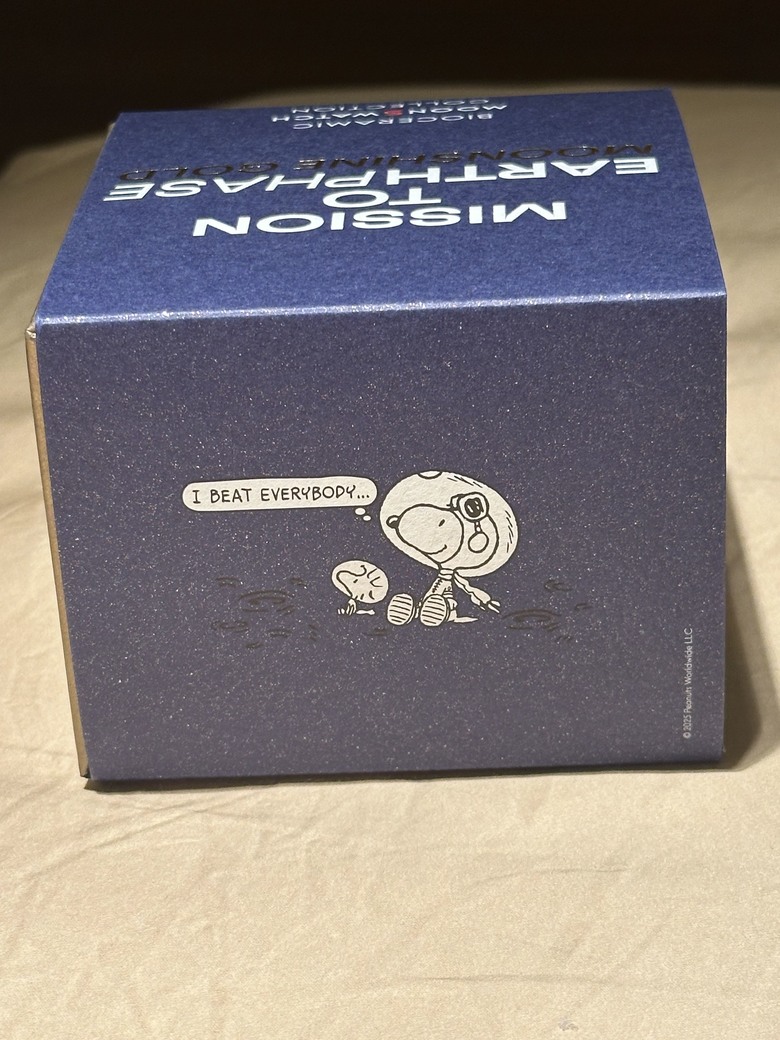 MISSION
TO
EARTHPHASE
MOONSHINE GOLD
BIOCERAMIC
MOONSWATCH
COLLECTION
I BEAT EVERYBODY...
© 2025 Peanuts Worldwide LLC